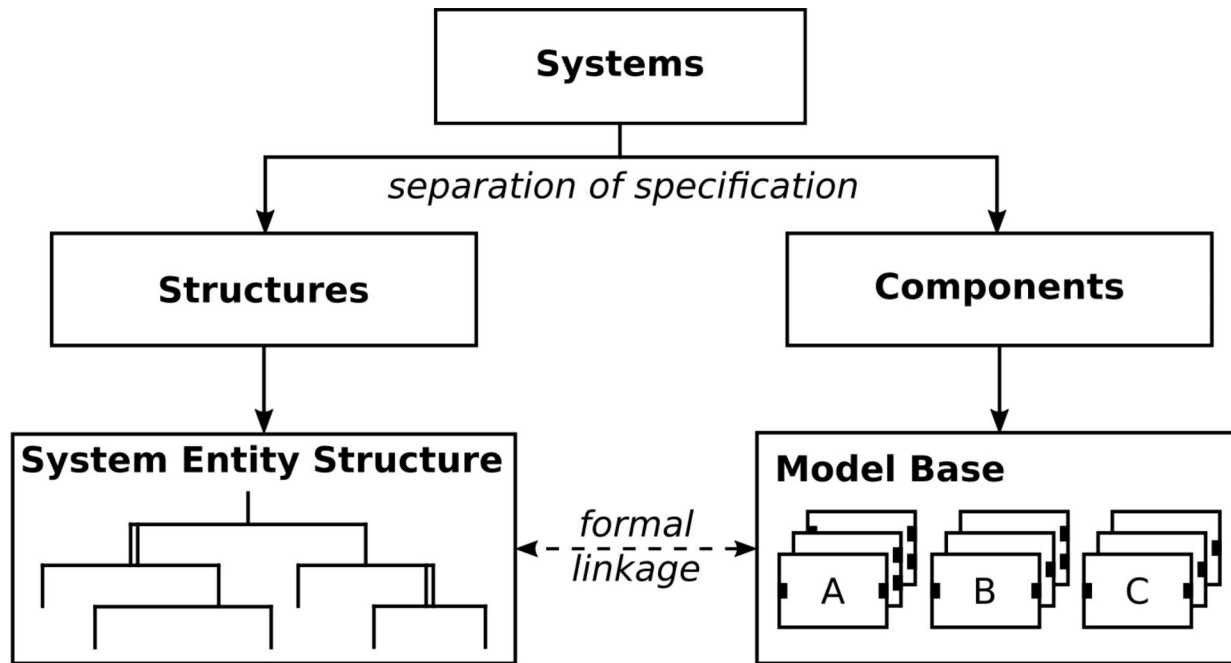 Systems
separation of specification
Structures
Components
System Entity Structure
Model Base
formal
linkage
A
B
C